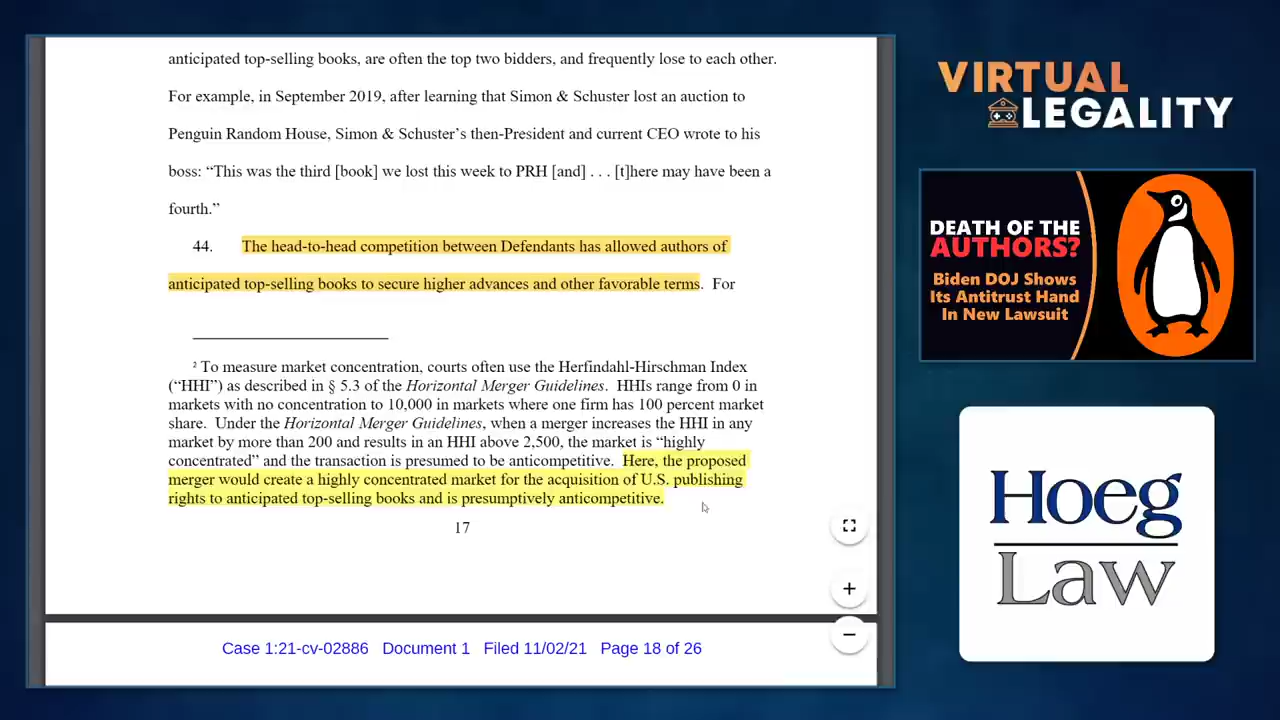 anticipated top-selling books, are often the top two bidders, and frequently lose to each other.
For example, in September 2019, after learning that Simon & Schuster lost an auction to
Penguin Random House, Simon & Schuster’s then-President and current CEO wrote to his
boss: “This was the third [book] we lost this week to PRH [and] . . . [t]here may have been a
fourth.”
44. The head-to-head competition between Defendants has allowed authors of
anticipated top-selling books to secure higher advances and other favorable terms. For
² To measure market concentration, courts often use the Herfindahl-Hirschman Index
(“HHI”) as described in § 5.3 of the Horizontal Merger Guidelines. HHIs range from 0 in
markets with no concentration to 10,000 in markets where one firm has 100 percent market
share. Under the Horizontal Merger Guidelines, when a merger increases the HHI in any
market by more than 200 and results in an HHI above 2,500, the market is “highly
concentrated” and the transaction is presumed to be anticompetitive. Here, the proposed
merger would create a highly concentrated market for the acquisition of U.S. publishing
rights to anticipated top-selling books and is presumptively anticompetitive.
17
Case 1:21-cv-02886 Document 1 Filed 11/02/21 Page 18 of 26
VIRTUAL
LEGALITY
DEATH OF THE
AUTHORS?
Biden DOJ Shows
Its Antitrust Hand
In New Lawsuit
Hoeg
Law